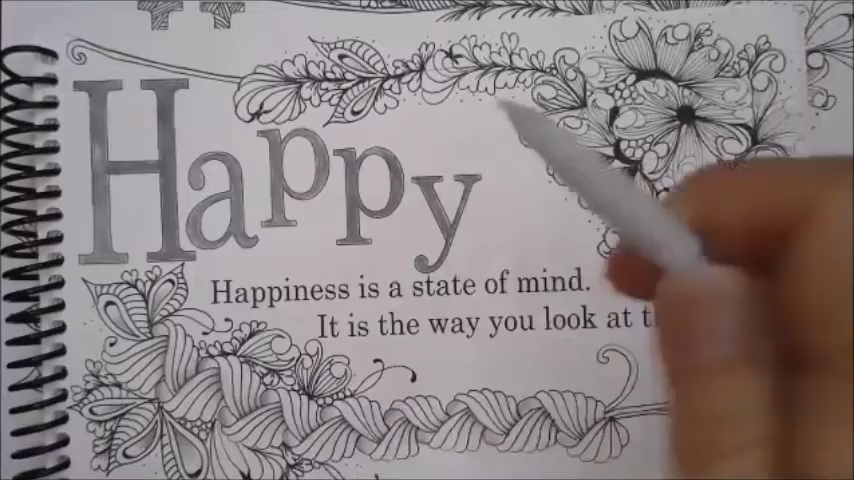 Happy
Happiness is a state of mind.
It is the way you look at